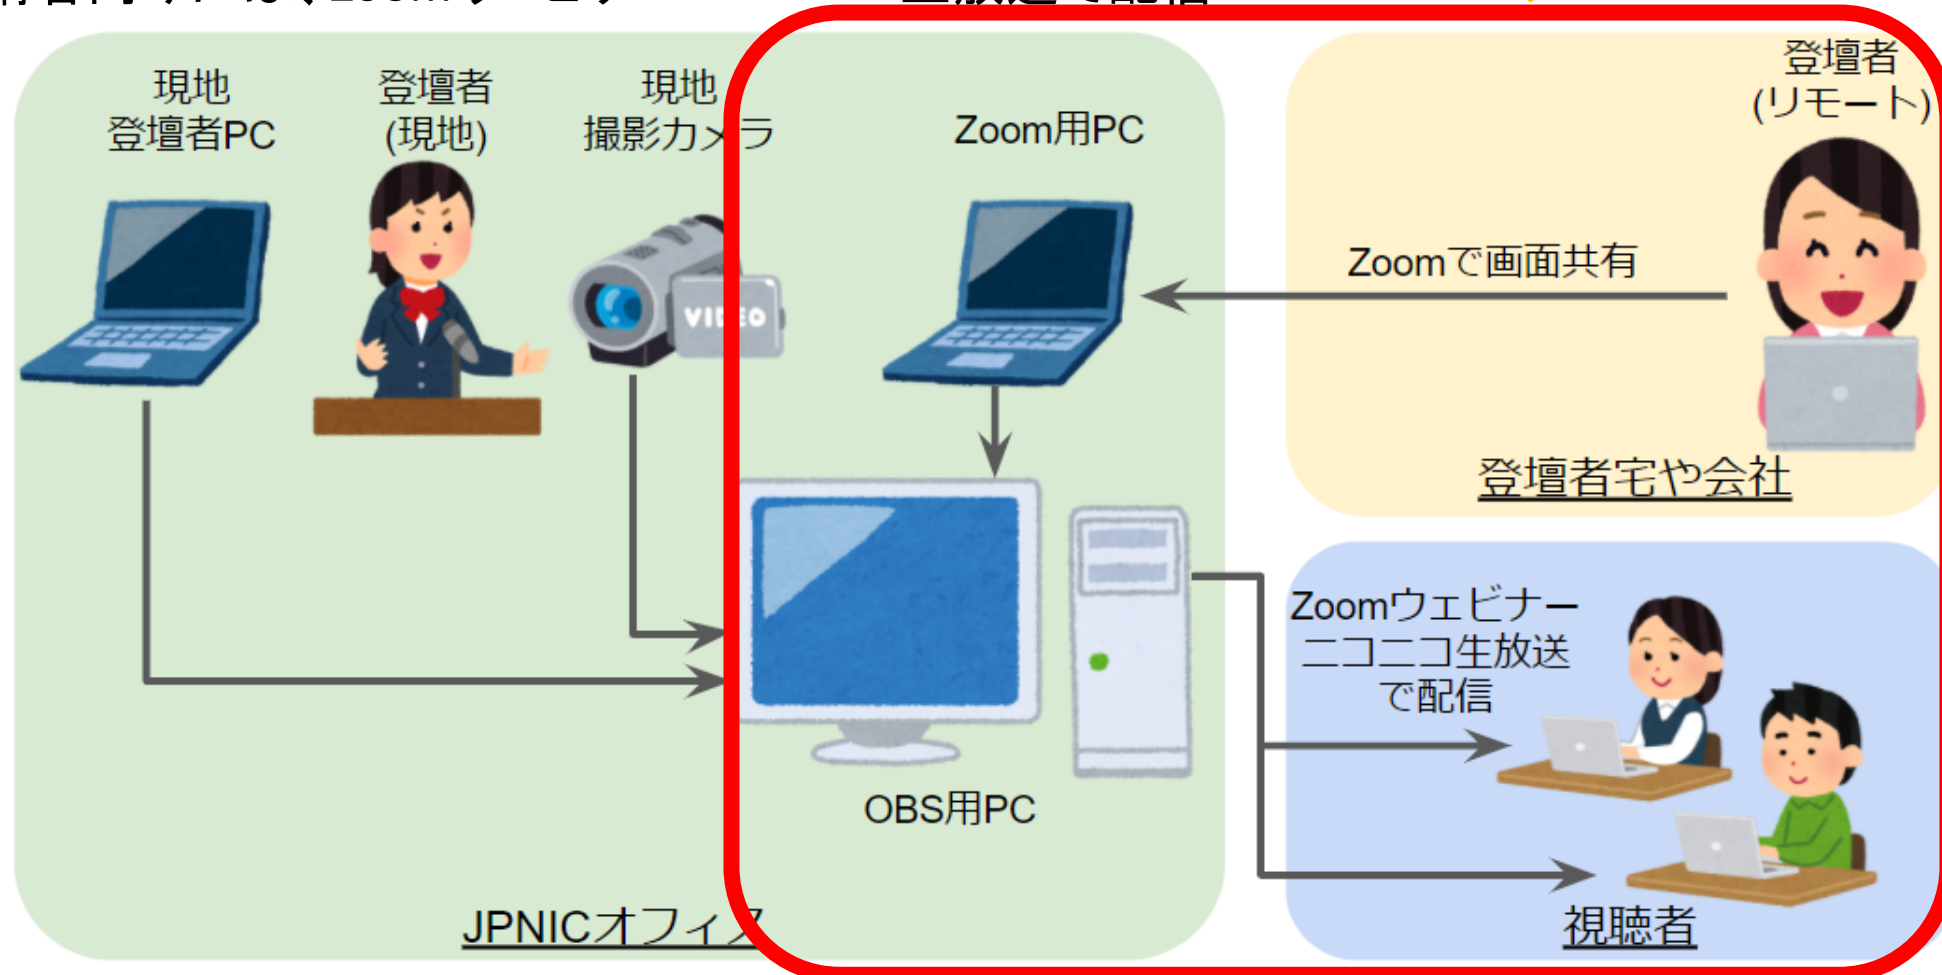 現地
登壇者PC
登壇者
(現地)
現地
撮影カメラ
VIDEO
Zoom用PC
登壇者
(リモート)
Zoomで画面共有
登壇者宅や会社
Zoomウェビナー
ニコニコ生放送
で配信
OBS用PC
JPNICオフィス
視聴者